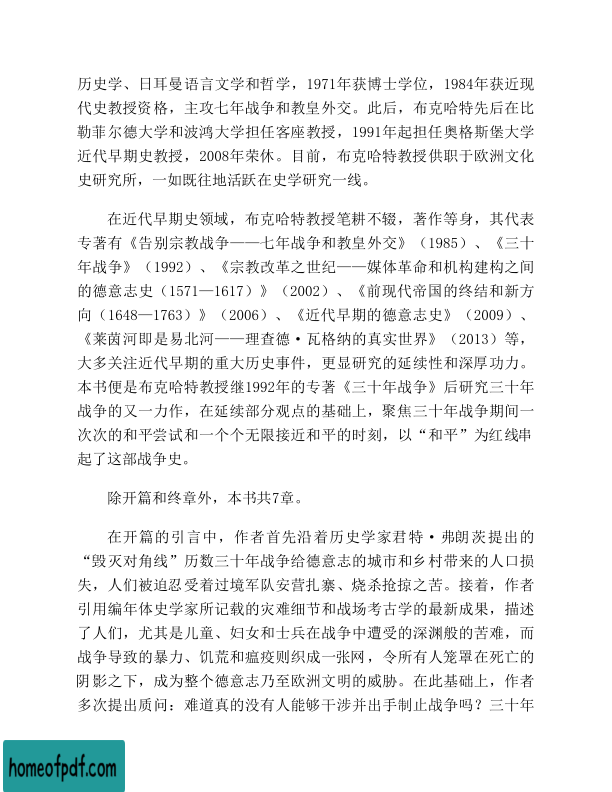 历史学、日耳曼语言文学和哲学，1971年获博士学位，1984年获近现
代史教授资格，主攻七年战争和教皇外交。此后，布克哈特先后在比
勒菲尔德大学和波鸿大学担任客座教授，1991年起担任奥格斯堡大学
近代早期史教授，2008年荣休。目前，布克哈特教授供职于欧洲文化
史研究所，一如既往地活跃在史学研究一线。
在近代早期史领域，布克哈特教授笔耕不辍，著作等身，其代表
专著有《告别宗教战争——七年战争和教皇外交》（1985）、《三十
年战争》（1992）、《宗教改革之世纪——媒体革命和机构建构之间
的德意志史（1571—1617）》（2002）、《前现代帝国的终结和新方
向（1648—1763）》（2006）、《近代早期的德意志史》（2009）、
《莱茵河即是易北河——理查德·瓦格纳的真实世界》（2013）等，
大多关注近代早期的重大历史事件，更显研究的延续性和深厚功力。
本书便是布克哈特教授继1992年的专著《三十年战争》后研究三十年
战争的又一力作，在延续部分观点的基础上，聚焦三十年战争期间一
次次的和平尝试和一个个无限接近和平的时刻，以“和平”为红线串
起了这部战争史。
除开篇和终章外，本书共7章。
在开篇的引言中，作者首先沿着历史学家君特·弗朗茨提出的
“毁灭对角线”历数三十年战争给德意志的城市和乡村带来的人口损
失，人们被迫忍受着过境军队安营扎寨、烧杀抢掠之苦。接着，作者
引用编年体史学家所记载的灾难细节和战场考古学的最新成果，描述
了人们，尤其是儿童、妇女和士兵在战争中遭受的深渊般的苦难，而
战争导致的暴力、饥荒和瘟疫则织成一张网，令所有人笼罩在死亡的
阴影之下，成为整个德意志乃至欧洲文明的威胁。在此基础上，作者
多次提出质问：难道真的没有人能够干涉并出手制止战争吗？三十年
homeofpdf.com